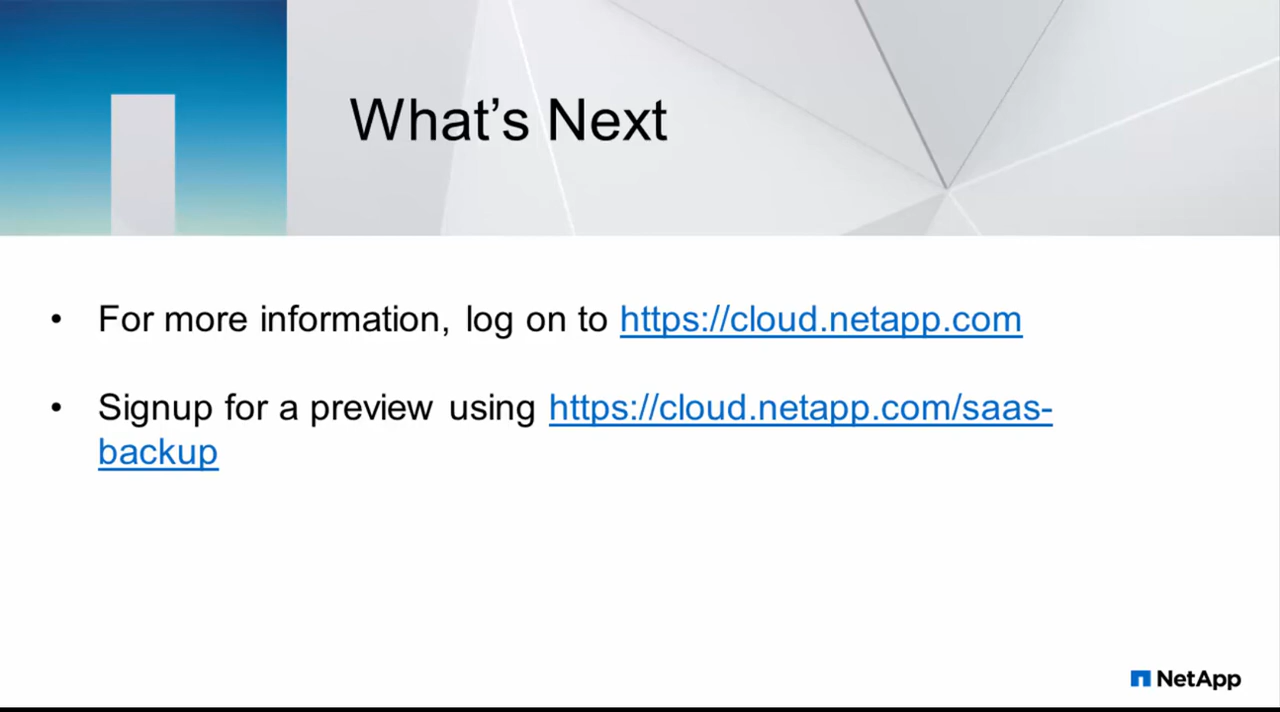 What’s Next
• For more information, log on to https://cloud.netapp.com
• Signup for a preview using https://cloud.netapp.com/saas-
backup
NetApp